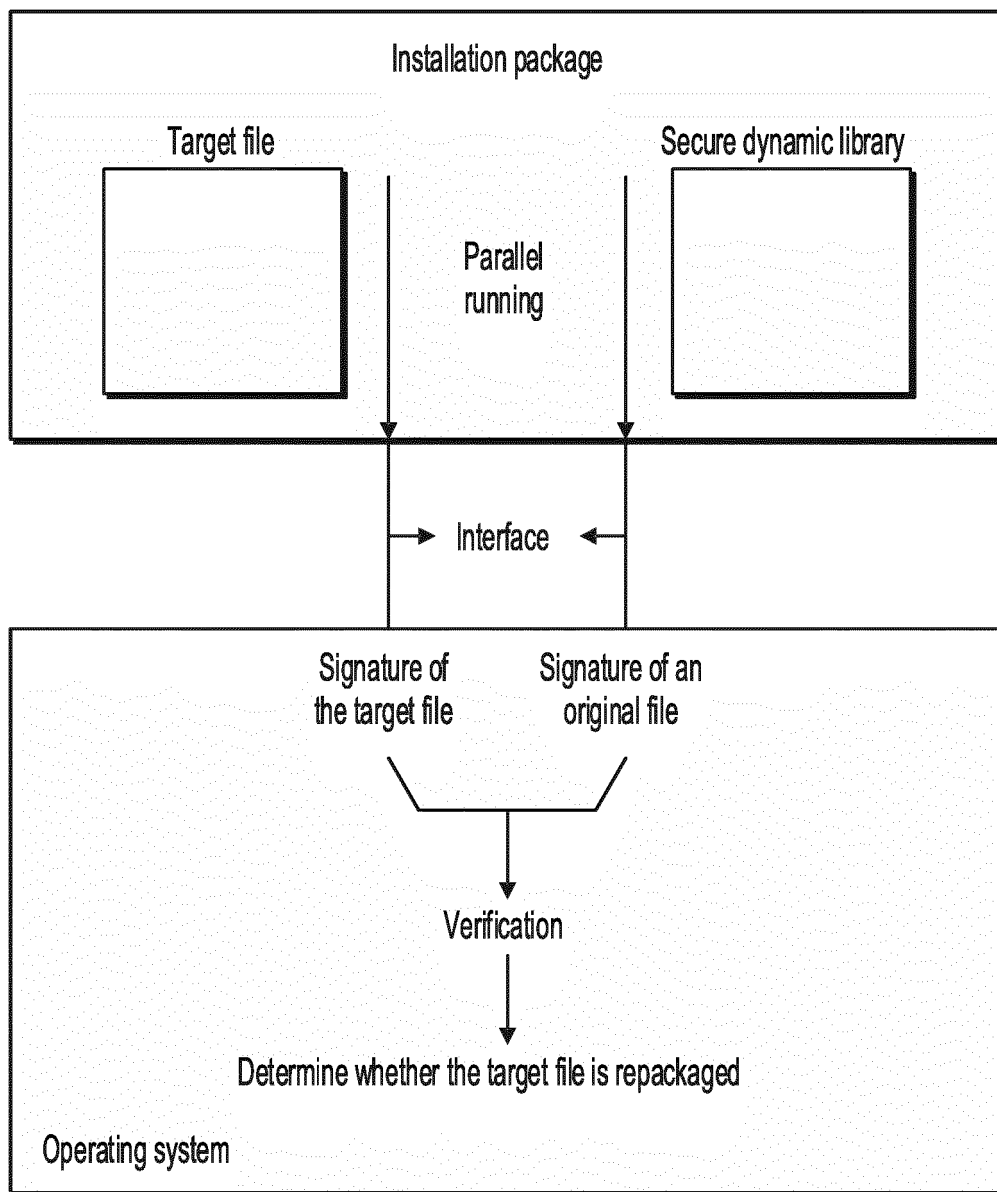 Installation package
Target file
Secure dynamic library
Parallel
running
Interface
Signature of
the target file
Signature of an
original file
Verification
Determine whether the target file is repackaged
Operating system